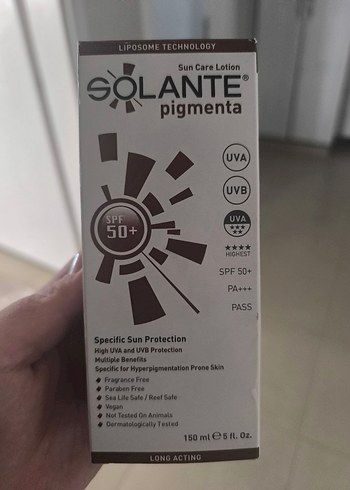 LIPOSOME TECHNOLOGY
Sun Care Lotion
SOLANTE®
pigmenta
UVA
UVB
SPF
50+
UVA
★★★
★★
★★★★
HIGHEST
SPF 50+
PA+++
PASS
Specific Sun Protection
High UVA and UVB Protection
Multiple Benefits
Specific for Hyperpigmentation Prone Skin
Fragrance Free
Paraben Free
Sea Life Safe / Reef Safe
Vegan
Not Tested On Animals
Dermatologically Tested
150 ml ℮ 5 fl. Oz.
LONG ACTING